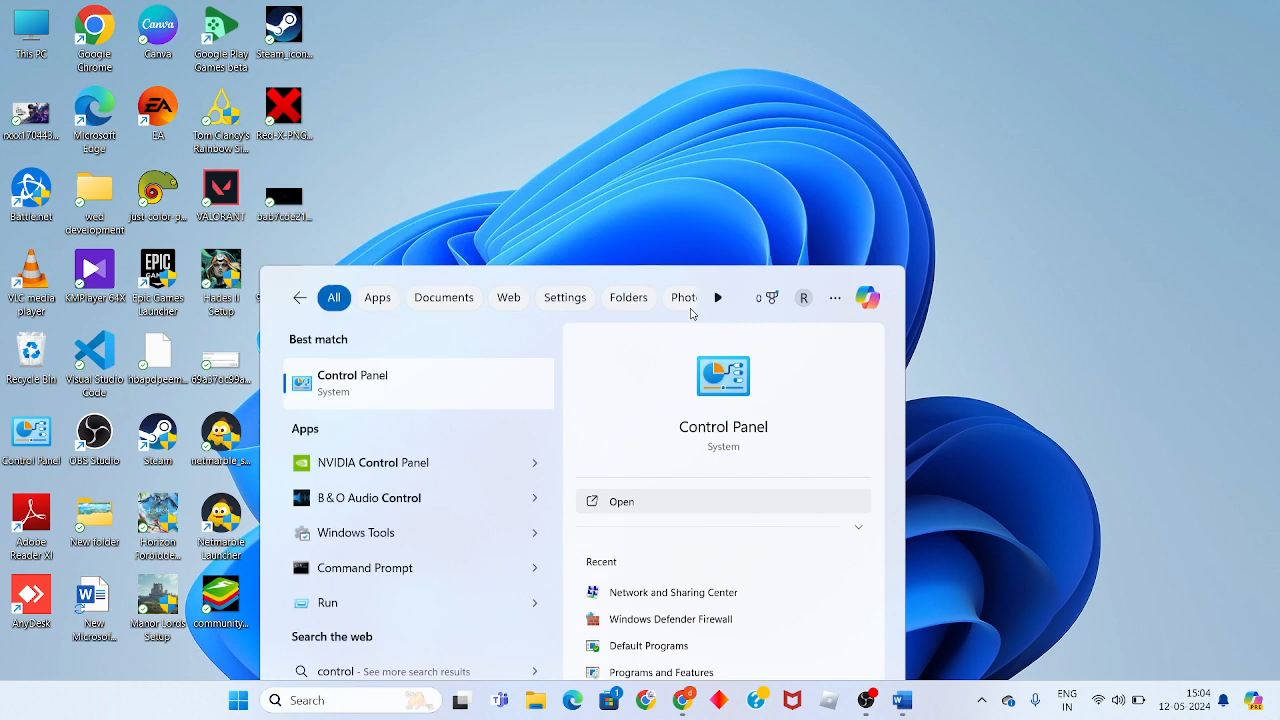 This PC
Google
Chrome
Canva
Google Play
Games beta
Steam_icon...
Microsoft
Edge
EA
Tom Clancy's
Rainbow Si...
Red-X-PNG...
Battle.net
wed
development
just-color-p...
VALORANT
VLC media
player
KMPlayer 64X
EPIC
GAMES
Epic Games
Launcher
Hades II
Setup
Recycle Bin
Visual Studio
Code
Control Panel
OBS Studio
Steam
netmarble_s...
Adobe
Reader XI
New folder
Horizon
Forbidde...
Netmarble
Launcher
AnyDesk
New
Microsof...
Manor Lords
Setup
community...
All
Apps
Documents
Web
Settings
Folders
Phot
0
R
Best match
Control Panel
System
Apps
NVIDIA Control Panel
B&O Audio Control
Windows Tools
Command Prompt
Run
Search the web
control - See more search results
Control Panel
System
Open
Recent
Network and Sharing Center
Windows Defender Firewall
Default Programs
Programs and Features
Search
ENG
IN
15:04
12-05-2024